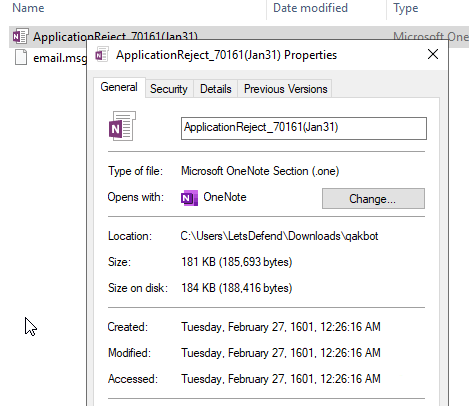 Name Date modified Type
ApplicationReject_70161(Jan31) Microsoft On
email.msg
ApplicationReject_70161(Jan31) Properties
General Security Details Previous Versions
ApplicationReject_70161(Jan31)
Type of file: Microsoft OneNote Section (.one)
Opens with: OneNote Change...
Location: C:\Users\LetsDefend\Downloads\qakbot
Size: 181 KB (185,693 bytes)
Size on disk: 184 KB (188,416 bytes)
Created: Tuesday, February 27, 1601, 12:26:16 AM
Modified: Tuesday, February 27, 1601, 12:26:16 AM
Accessed: Tuesday, February 27, 1601, 12:26:16 AM